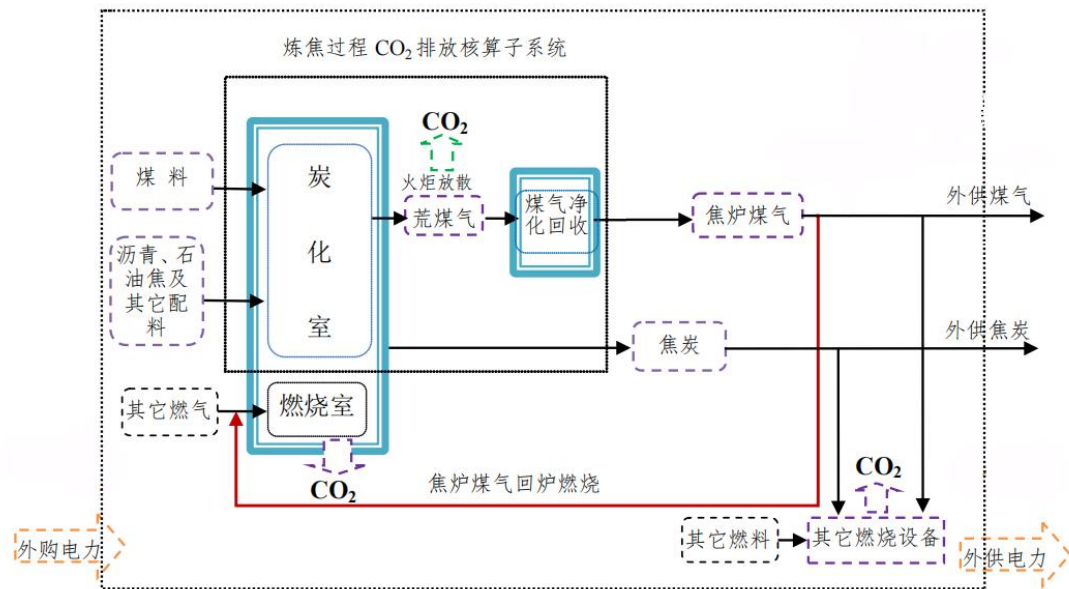 炼焦过程 CO₂ 排放核算子系统
CO₂
火炬放散
煤 料
炭
化
室
荒煤气
煤气净
化回收
焦炉煤气
外供煤气
沥青、石
油焦及
其它配
料
焦炭
外供焦炭
其它燃气
燃烧室
CO₂
焦炉煤气回炉燃烧
CO₂
外购电力
其它燃料
其它燃烧设备
外供电力